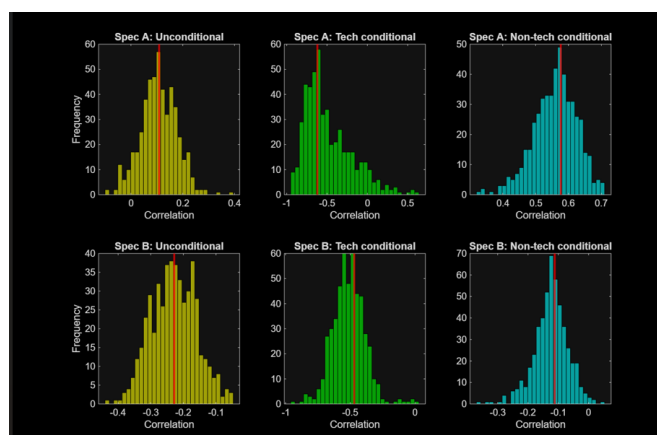 Spec A: Unconditional
60
50
40
30
20
10
0
Frequency
0 0.2 0.4
Correlation
Spec A: Tech conditional
60
50
40
30
20
10
0
-1 -0.5 0 0.5
Correlation
Spec A: Non-tech conditional
50
40
30
20
10
0
0.4 0.5 0.6 0.7
Correlation
Spec B: Unconditional
40
35
30
25
20
15
10
5
0
Frequency
-0.4 -0.3 -0.2 -0.1
Correlation
Spec B: Tech conditional
60
50
40
30
20
10
0
-1 -0.5 0
Correlation
Spec B: Non-tech conditional
70
60
50
40
30
20
10
0
-0.3 -0.2 -0.1 0
Correlation